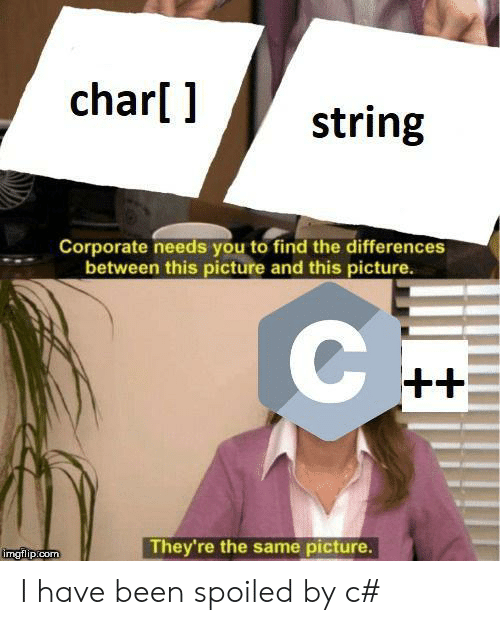 char[ ]
string
Corporate needs you to find the differences
between this picture and this picture.
C
++
They're the same picture.
imgflip.com
I have been spoiled by c#